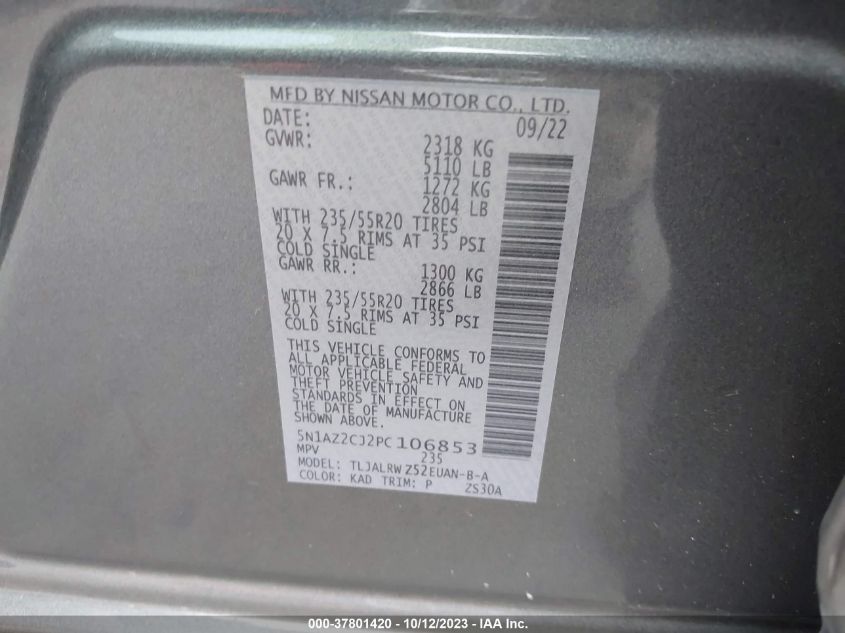 MFD BY NISSAN MOTOR CO., LTD.
DATE: 09/22
GVWR: 2318 KG
5110 LB
GAWR FR.: 1272 KG
2804 LB
WITH 235/55R20 TIRES
20 X 7.5 RIMS AT 35 PSI
COLD SINGLE
GAWR RR.: 1300 KG
2866 LB
WITH 235/55R20 TIRES
20 X 7.5 RIMS AT 35 PSI
COLD SINGLE
THIS VEHICLE CONFORMS TO
ALL APPLICABLE FEDERAL
MOTOR VEHICLE SAFETY AND
THEFT PREVENTION
STANDARDS IN EFFECT ON
THE DATE OF MANUFACTURE
SHOWN ABOVE.
5N1AZ2CJ2PC106853
MPV 235
MODEL: TLJALRW Z52EUAN-B-A
COLOR: KAD TRIM: P ZS30A
000-37801420 - 10/12/2023 - IAA Inc.